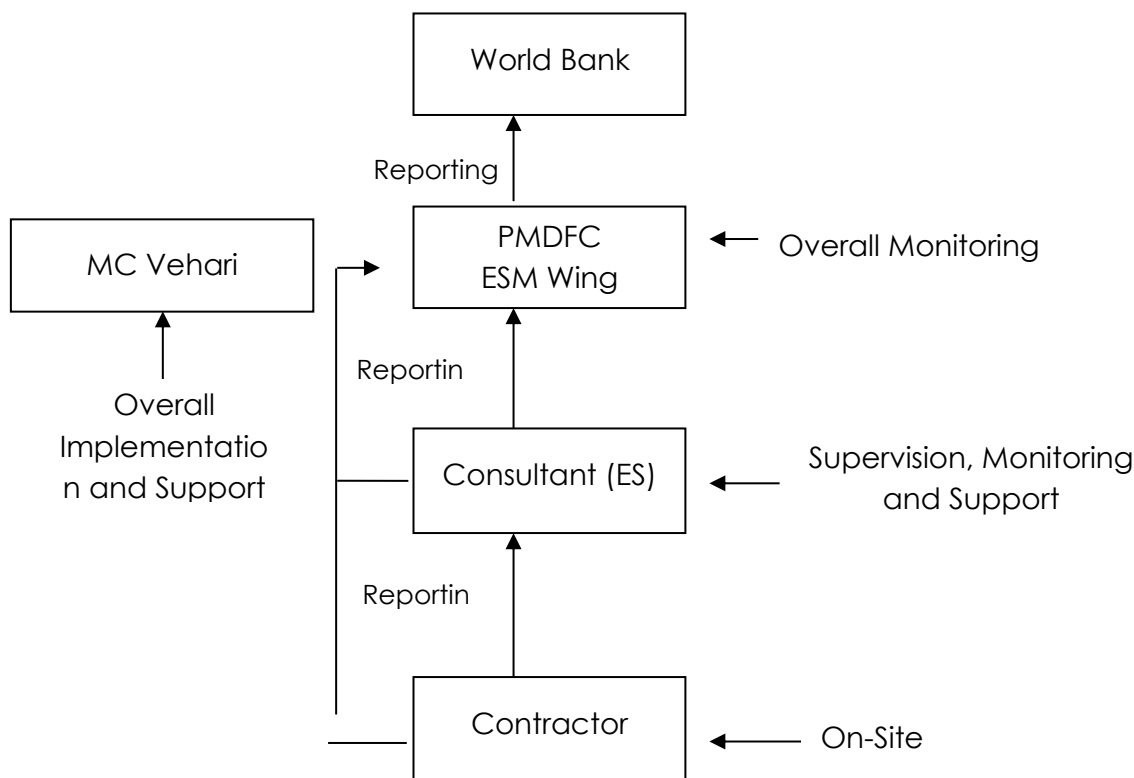 World Bank
Reporting
MC Vehari
PMDFC
ESM Wing
Overall Monitoring
Reportin
Overall
Implementatio
n and Support
Consultant (ES)
Supervision, Monitoring
and Support
Reportin
Contractor
On-Site